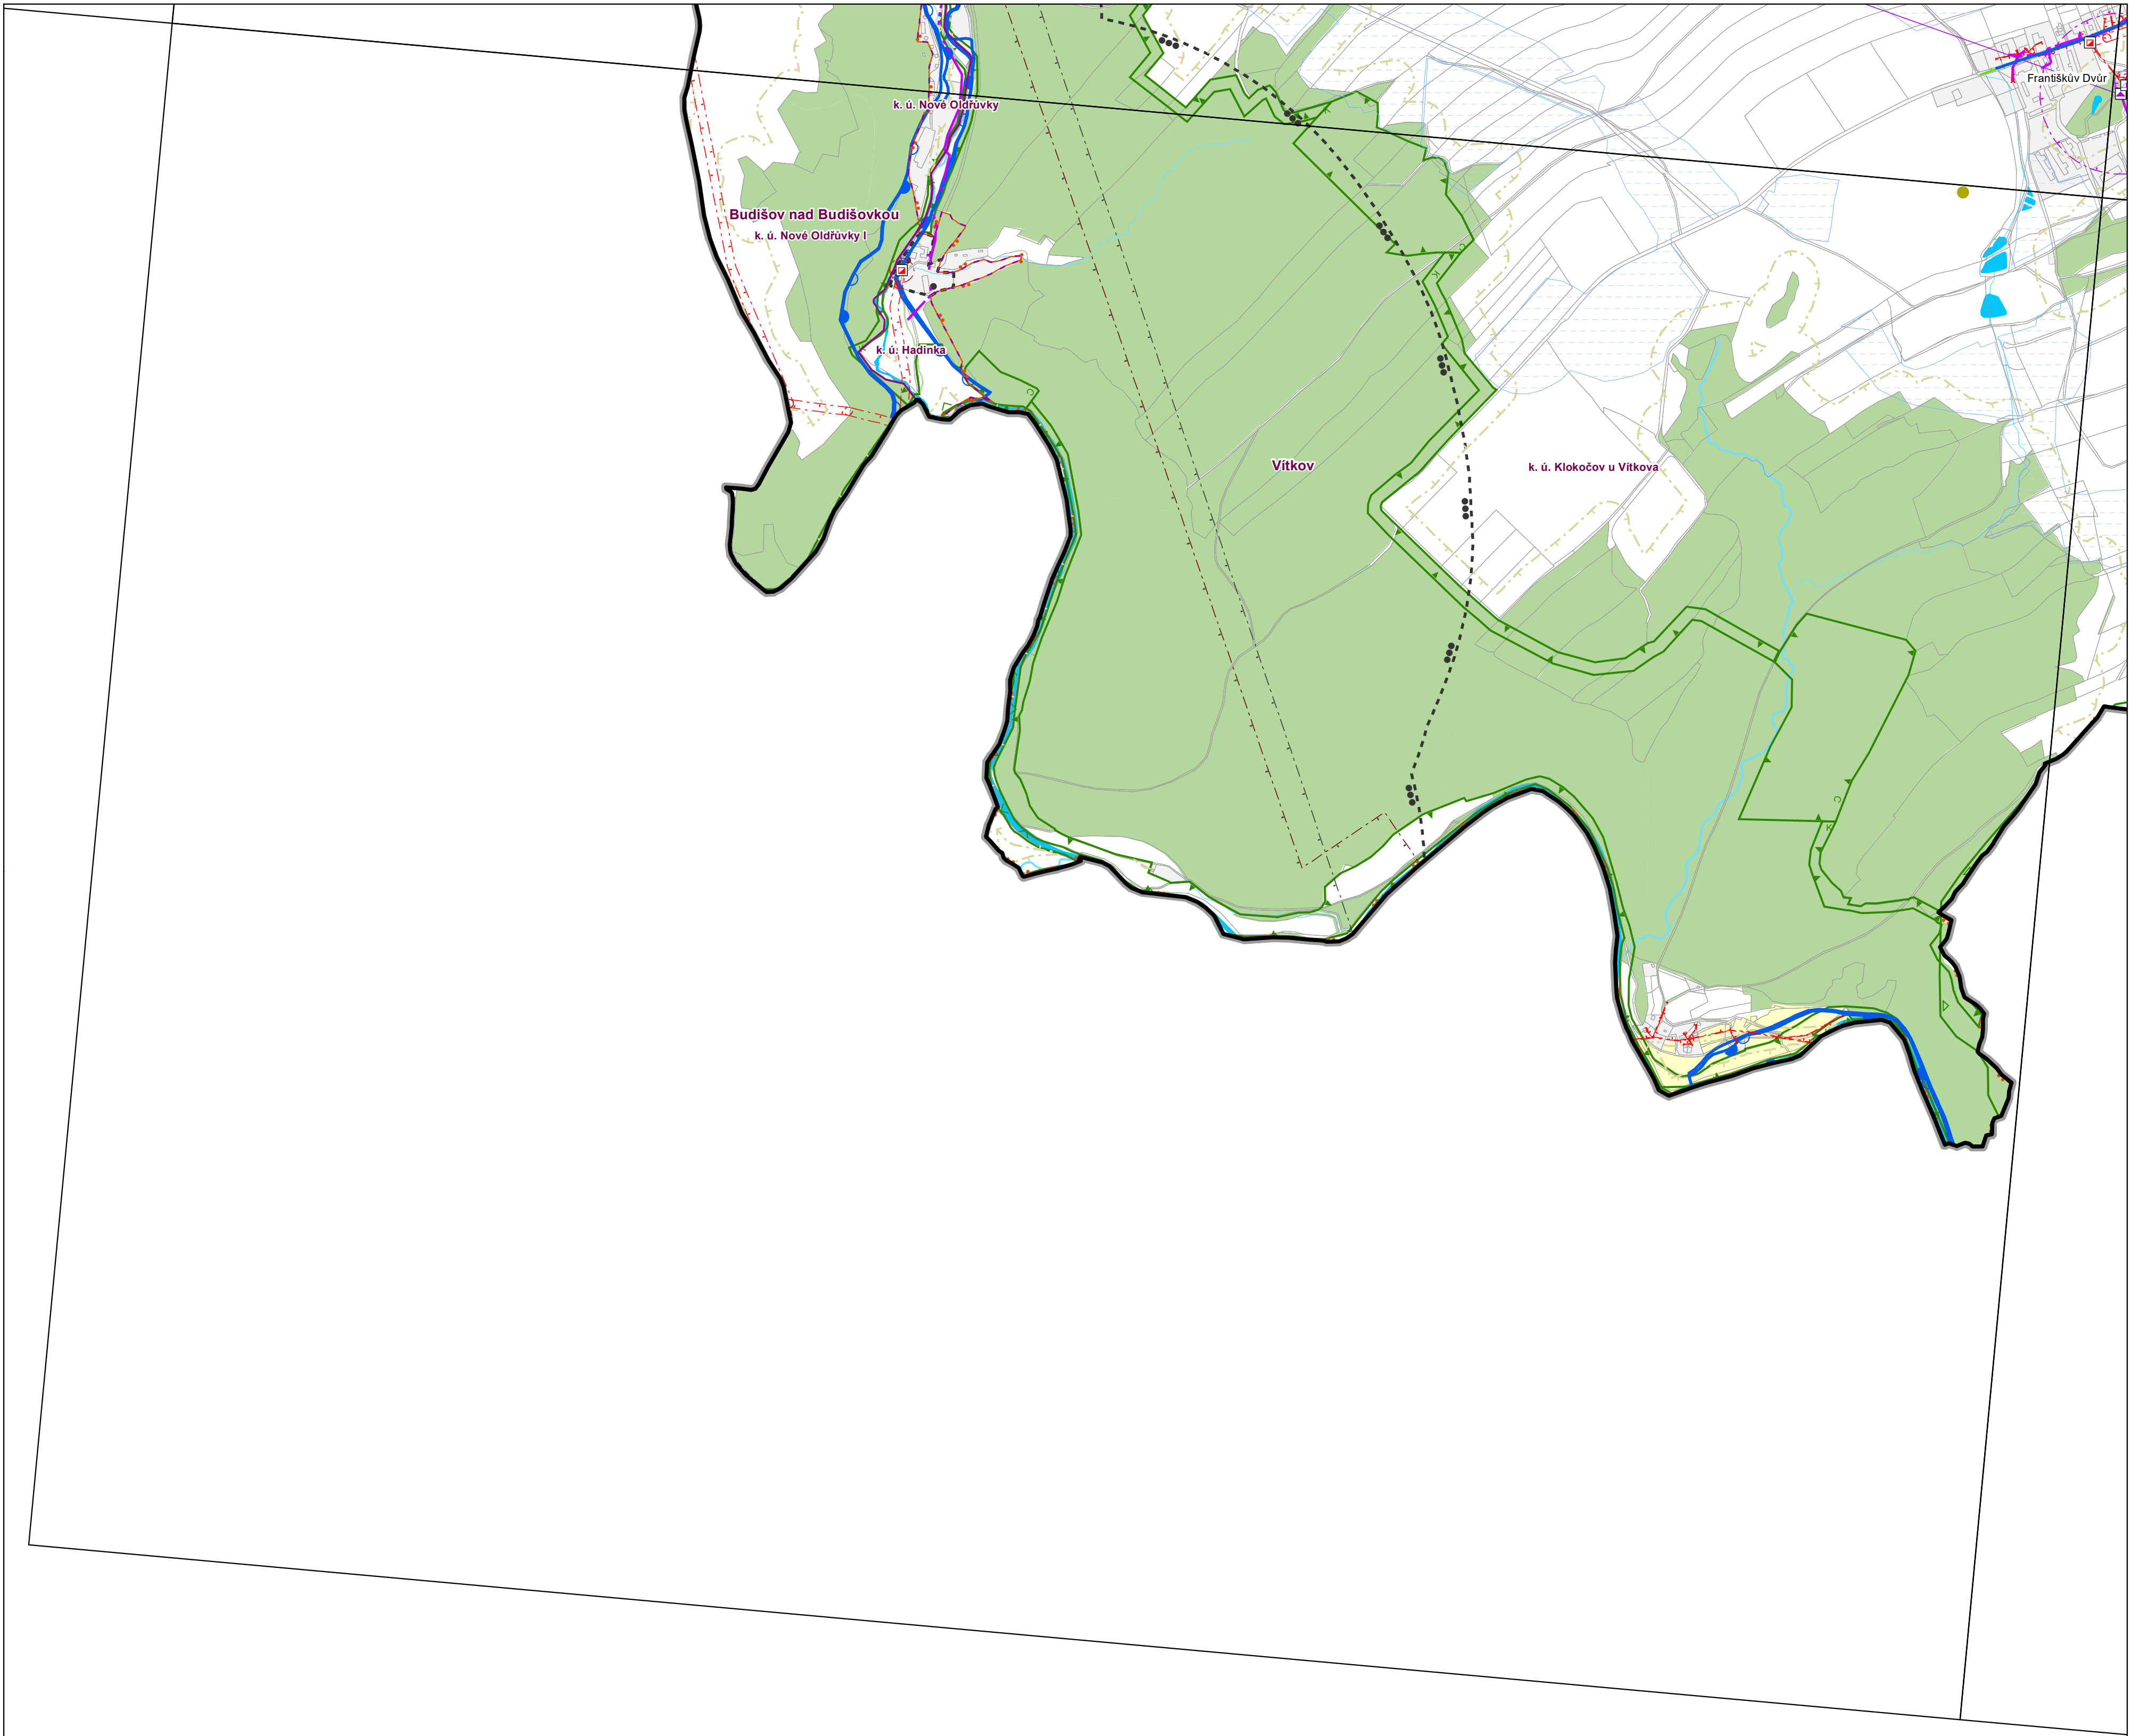 Františkův Dvůr
k. ú. Nové Oldřůvky
Budišov nad Budišovkou
k. ú. Nové Oldřůvky I
k. ú. Hadinka
Vítkov
k. ú. Klokočov u Vítkova
K
C
K
K
C
C
K